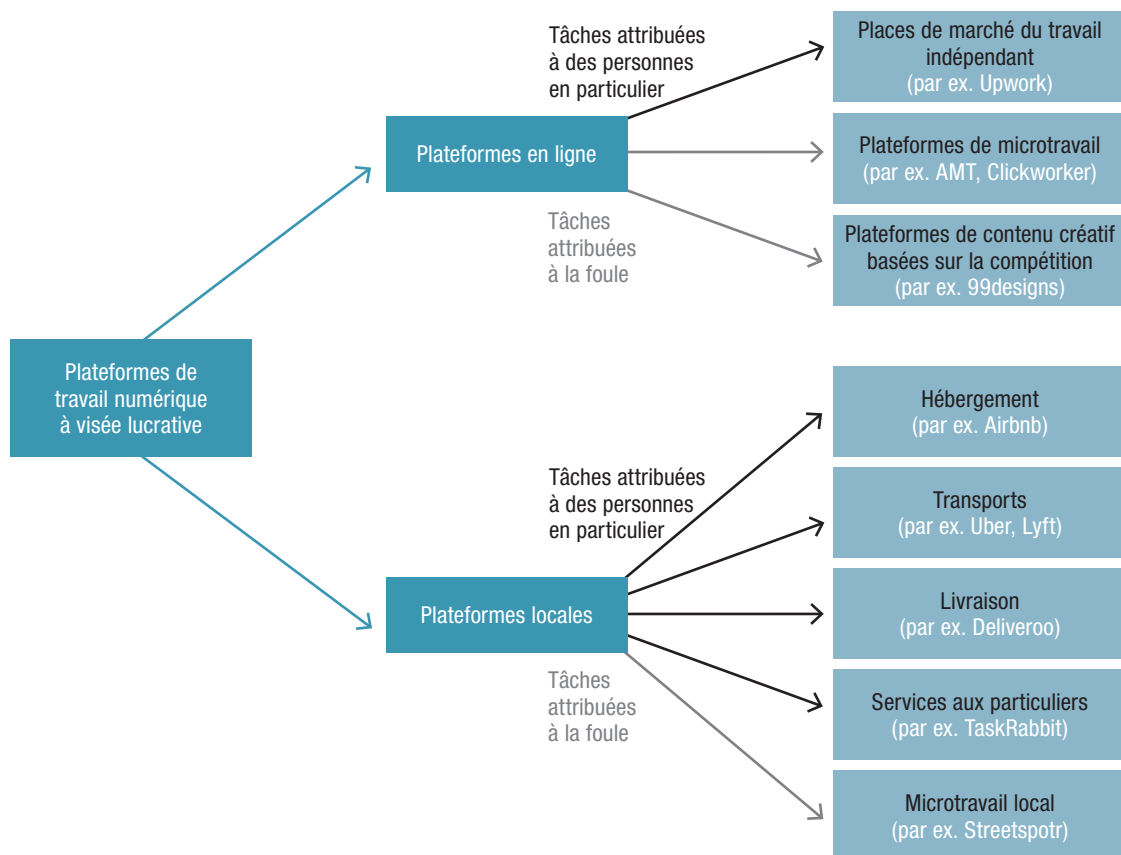 Tâches attribuées
à des personnes
en particulier
Places de marché du travail
indépendant
(par ex. Upwork)
Plateformes en ligne
Plateformes de microtravail
(par ex. AMT, Clickworker)
Tâches
attribuées
à la foule
Plateformes de contenu créatif
basées sur la compétition
(par ex. 99designs)
Plateformes de
travail numérique
à visée lucrative
Hébergement
(par ex. Airbnb)
Tâches attribuées
à des personnes
en particulier
Transports
(par ex. Uber, Lyft)
Plateformes locales
Livraison
(par ex. Deliveroo)
Tâches
attribuées
à la foule
Services aux particuliers
(par ex. TaskRabbit)
Microtravail local
(par ex. Streetspotr)